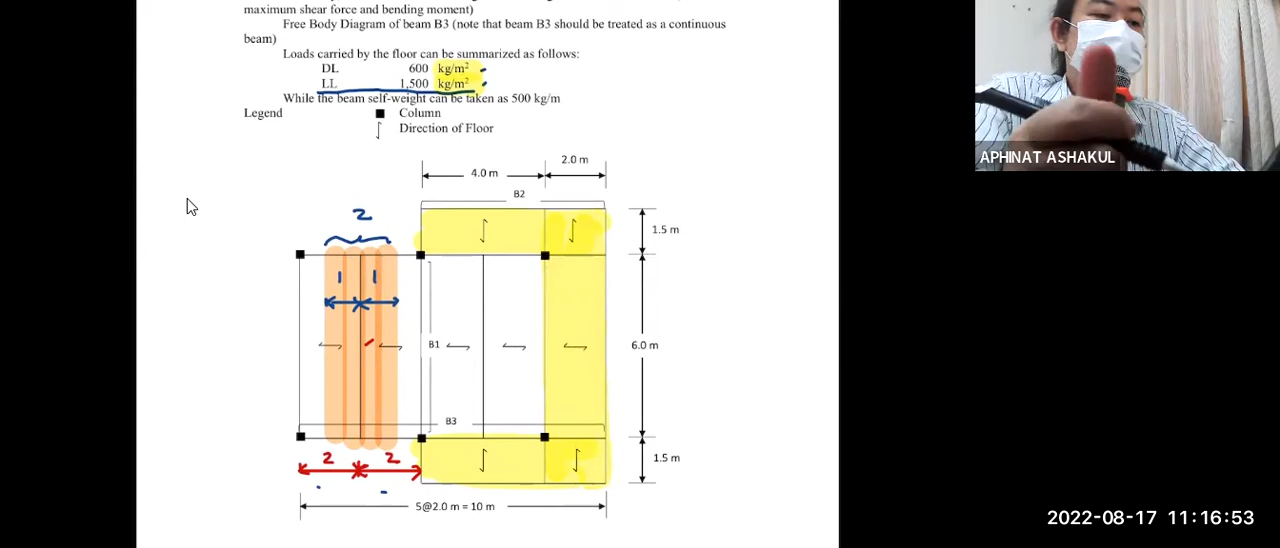 maximum shear force and bending moment)
Free Body Diagram of beam B3 (note that beam B3 should be treated as a continuous
beam)
Loads carried by the floor can be summarized as follows:
DL 600 kg/m²
LL 1,500 kg/m²
While the beam self-weight can be taken as 500 kg/m
Legend Column
Direction of Floor
APHINAT ASHAKUL
2.0 m
4.0 m
B2
2
1.5 m
1 1
B1
6.0 m
B3
2 2
1.5 m
5@2.0 m = 10 m
2022-08-17 11:16:53